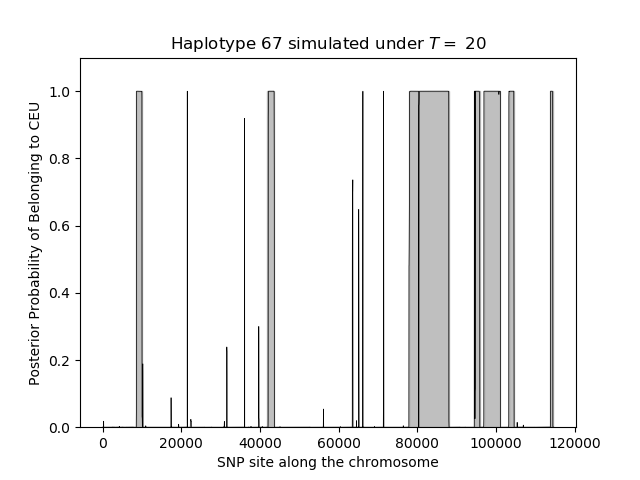 Haplotype 67 simulated under T = 20
Posterior Probability of Belonging to CEU
1.0
0.8
0.6
0.4
0.2
0.0
0 20000 40000 60000 80000 100000 120000
SNP site along the chromosome